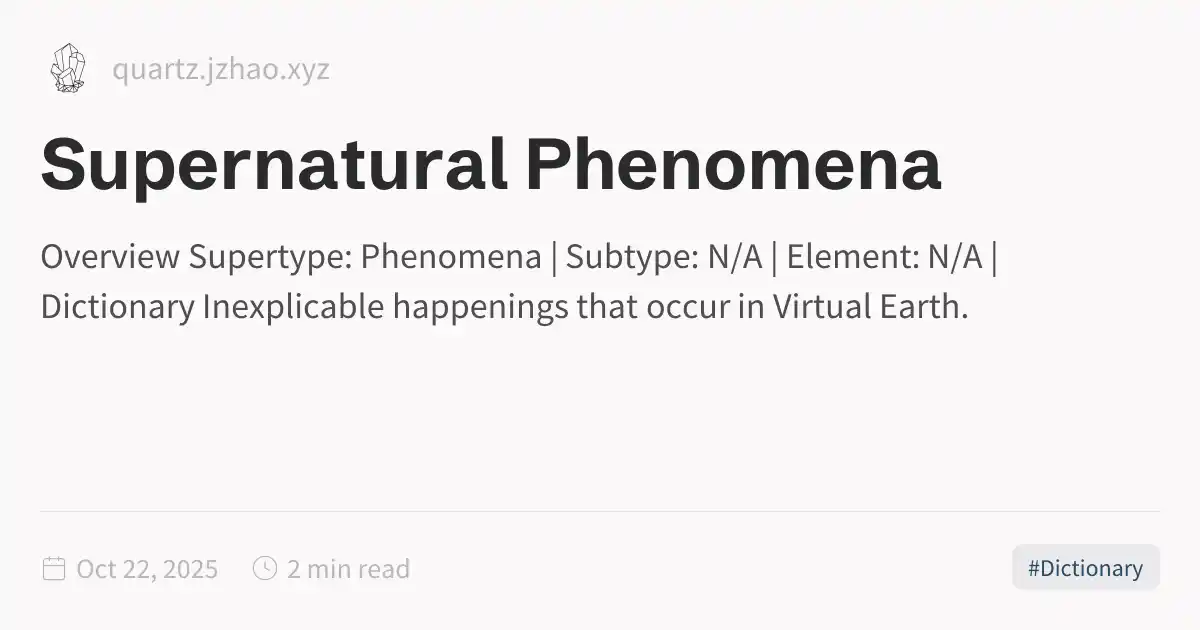 quartz.jzhao.xyz
Supernatural Phenomena
Overview Supertype: Phenomena | Subtype: N/A | Element: N/A |
Dictionary Inexplicable happenings that occur in Virtual Earth.
Oct 22, 2025 2 min read #Dictionary